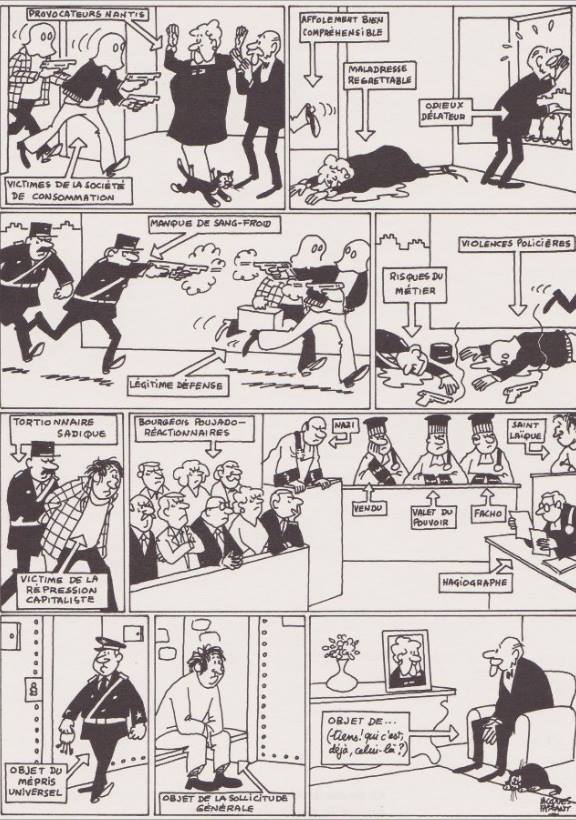 PROVOCATEURS NANTIS
VICTIMES DE LA SOCIÉTÉ
DE CONSOMMATION
AFFOLEMENT BIEN
COMPRÉHENSIBLE
MALADRESSE
REGRETTABLE
ODIEUX
DÉLATEUR
MANQUE DE SANG-FROID
LÉGITIME DÉFENSE
VIOLENCES POLICIÈRES
RISQUES DU
MÉTIER
TORTIONNAIRE
SADIQUE
VICTIME DE LA
RÉPRESSION
CAPITALISTE
BOURGEOIS POUJADO-
RÉACTIONNAIRES
NAZI
VENDU
VALET DU
POUVOIR
FACHO
SAINT
LAÏQUE
HAGIOGRAPHE
OBJET DU
MÉPRIS
UNIVERSEL
OBJET DE LA SOLLICITUDE
GÉNÉRALE
OBJET DE...
(-tiens! qui c'est,
déjà, celui-là?)
JACQUES
FAIZANT